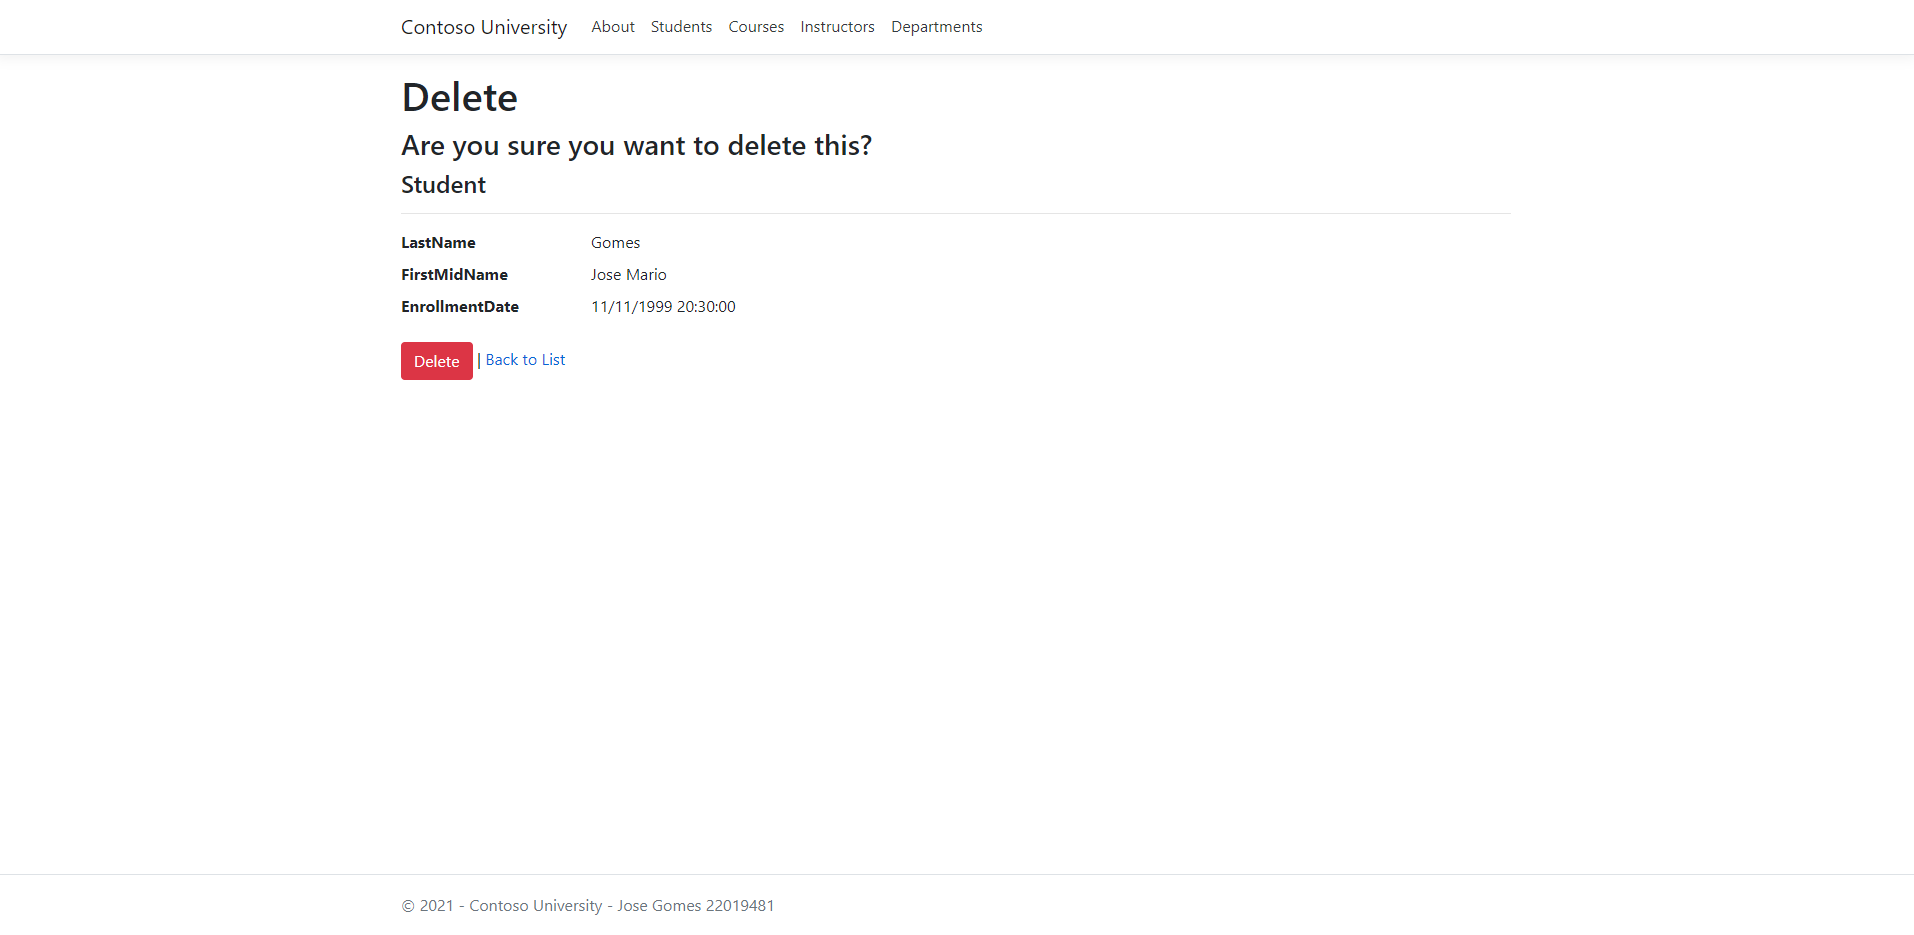 Contoso University About Students Courses Instructors Departments
Delete
Are you sure you want to delete this?
Student
LastName Gomes
FirstMidName Jose Mario
EnrollmentDate 11/11/1999 20:30:00
Delete | Back to List
© 2021 - Contoso University - Jose Gomes 22019481